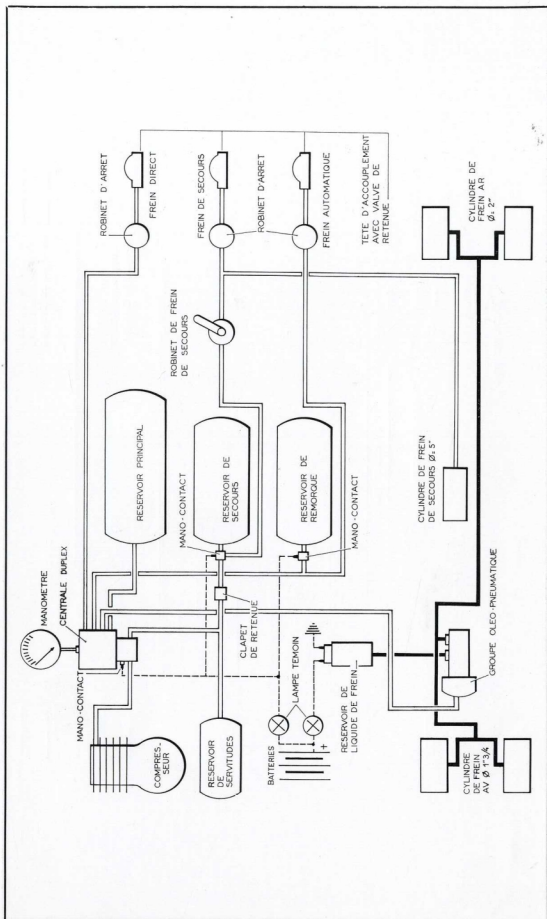 MANOMETRE
CENTRALE DUPLEX
MANO-CONTACT
COMPRES_
SEUR
RESERVOIR PRINCIPAL
ROBINET D'ARRET
FREIN DIRECT
RESERVOIR
DE
SERVITUDES
CLAPET
DE RETENUE
MANO-CONTACT
RESERVOIR DE
SECOURS
ROBINET DE FREIN
DE SECOURS
FREIN DE SECOURS
ROBINET D'ARRET
RESERVOIR DE
REMORQUE
MANO-CONTACT
FREIN AUTOMATIQUE
TETE D'ACCOUPLEMENT
AVEC VALVE DE
RETENUE
BATTERIES
+
LAMPE TEMOIN
RESERVOIR DE
LIQUIDE DE FREIN
CYLINDRE DE FREIN
DE SECOURS Ø. 5"
CYLINDRE DE
FREIN AR
Ø. 2"
CYLINDRE
DE FREIN
AV Ø 1"3/4
GROUPE OLEO-PNEUMATIQUE